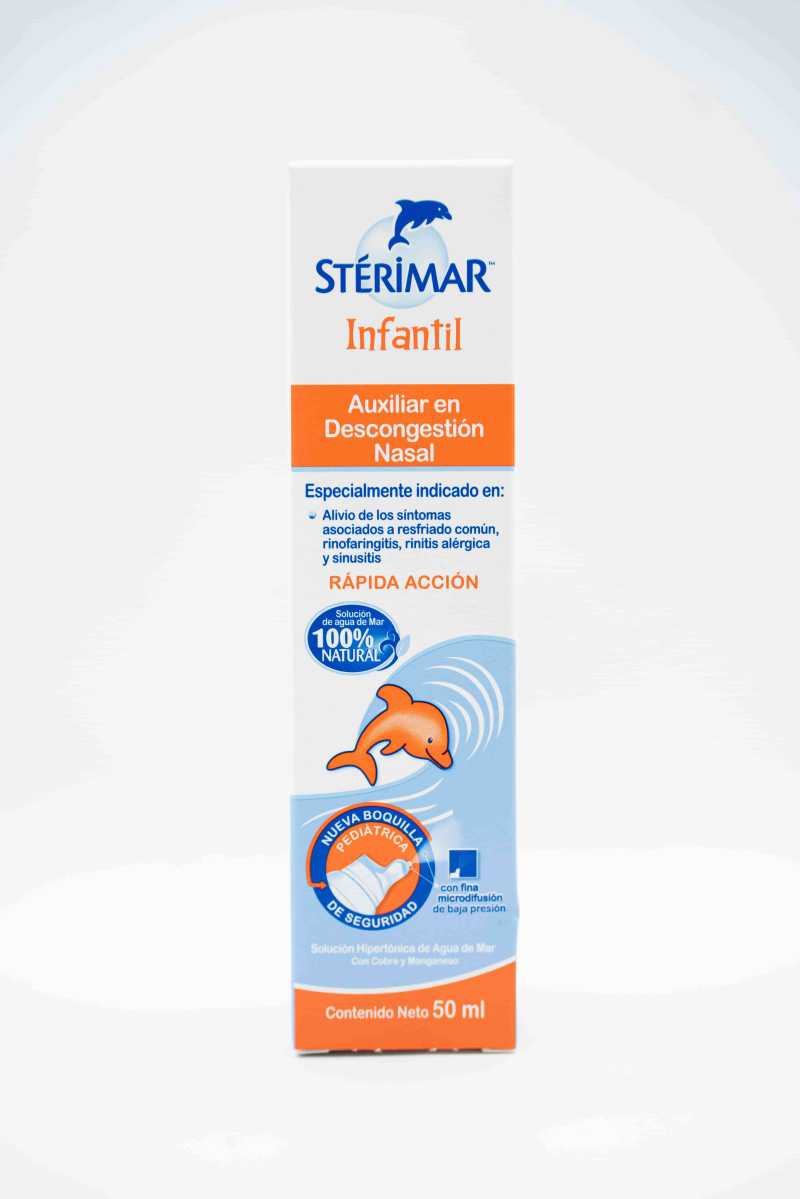 STÉRiMAR™
Infantil
Auxiliar en
Descongestión
Nasal
Especialmente indicado en:
Alivio de los síntomas
asociados a resfriado común,
rinofaringitis, rinitis alérgica
y sinusitis
RÁPIDA ACCIÓN
Solución
de agua de Mar
100%
NATURAL
NUEVA BOQUILLA
PEDIÁTRICA
DE SEGURIDAD
con fina
microdifusión
de baja presión
Solución Hipertónica de Agua de Mar
Con Cobre y Manganeso
Contenido Neto 50 ml